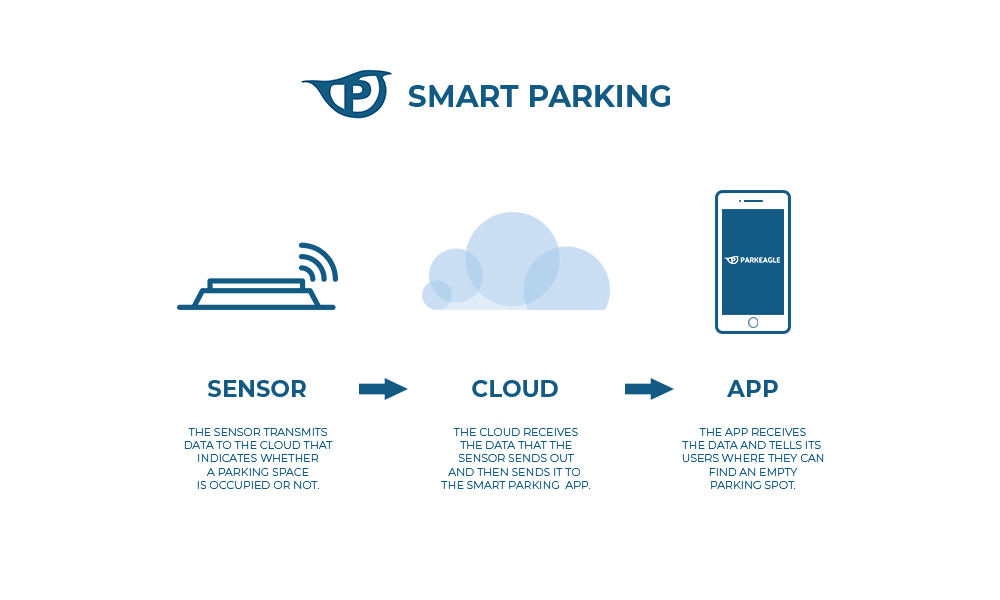 P SMART PARKING
PARKEAGLE
SENSOR
CLOUD
APP
THE SENSOR TRANSMITS
DATA TO THE CLOUD THAT
INDICATES WHETHER
A PARKING SPACE
IS OCCUPIED OR NOT.
THE CLOUD RECEIVES
THE DATA THAT THE
SENSOR SENDS OUT
AND THEN SENDS IT TO
THE SMART PARKING APP.
THE APP RECEIVES
THE DATA AND TELLS ITS
USERS WHERE THEY CAN
FIND AN EMPTY
PARKING SPOT.